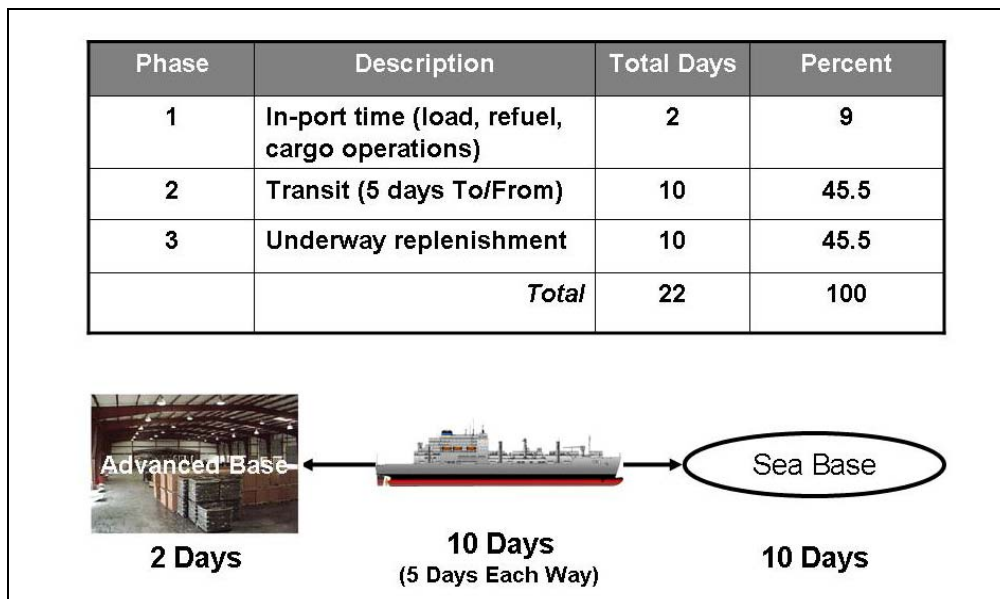 Phase Description Total Days Percent
1 In-port time (load, refuel, 2 9
cargo operations)
2 Transit (5 days To/From) 10 45.5
3 Underway replenishment 10 45.5
Total 22 100
Advanced Base
Sea Base
2 Days
10 Days
(5 Days Each Way)
10 Days